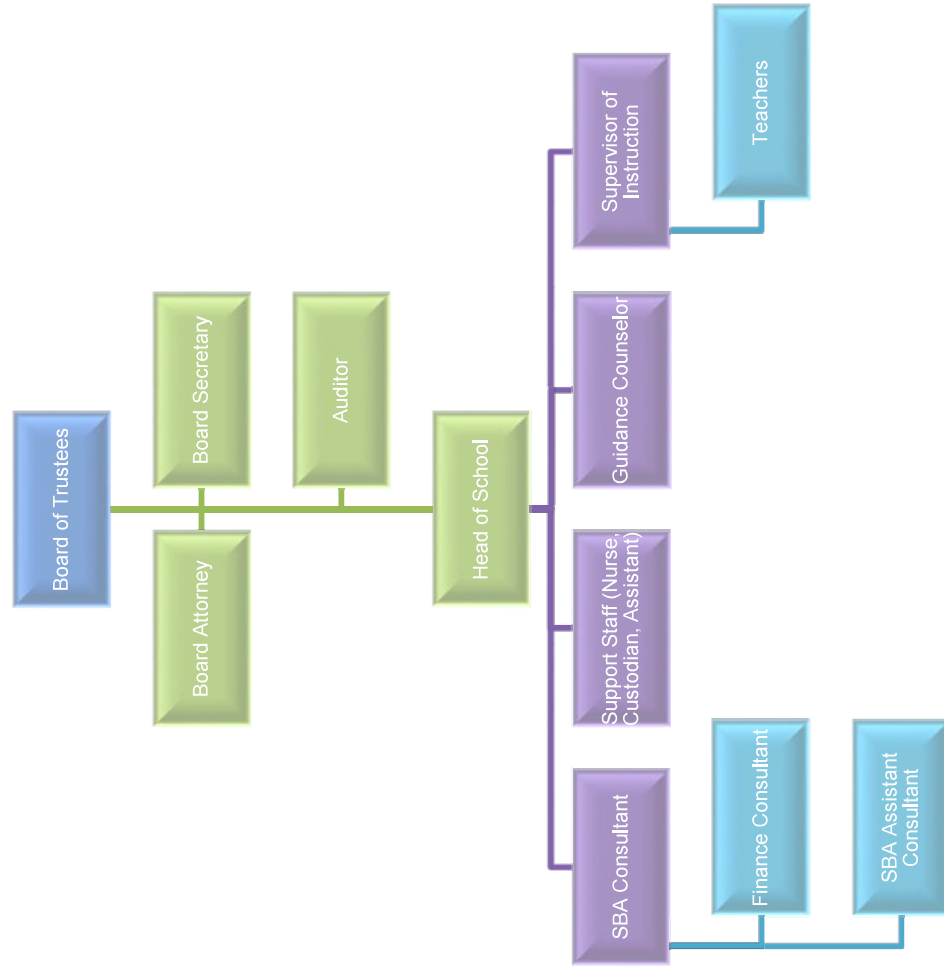 Board of Trustees
Board Attorney
Board Secretary
Auditor
Head of School
SBA Consultant
Support Staff (Nurse,
Custodian, Assistant)
Guidance Counselor
Supervisor of
Instruction
Finance Consultant
SBA Assistant
Consultant
Teachers